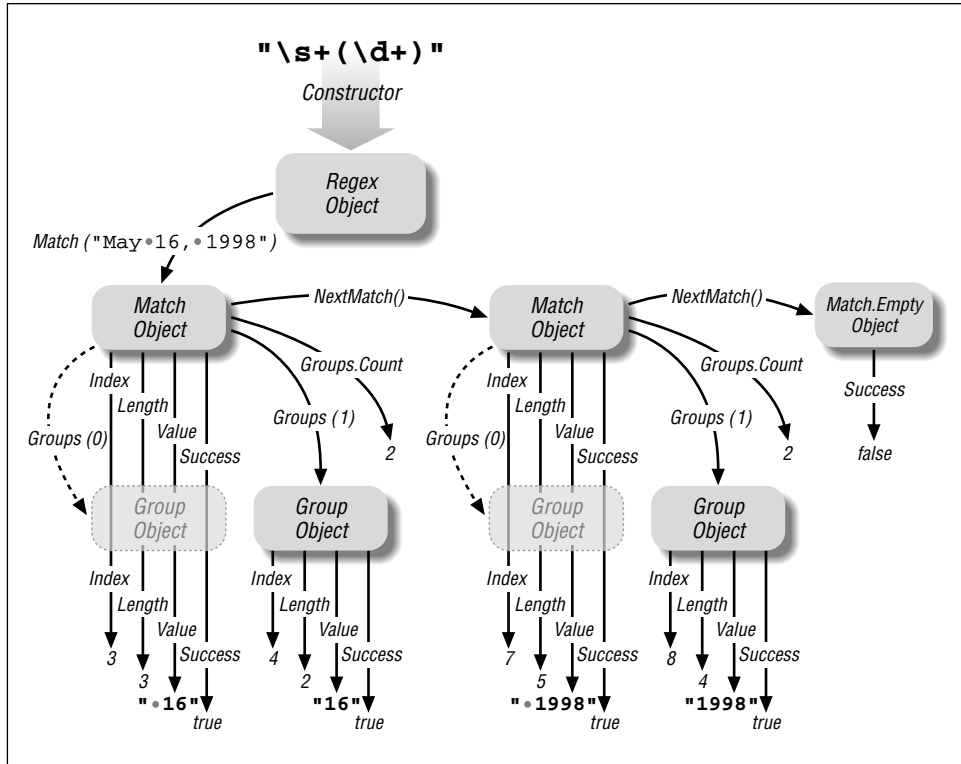 "\s+(\d+)"
Constructor
Regex
Object
Match ("May•16,•1998")
Match
Object
NextMatch()
Match
Object
NextMatch()
Match.Empty
Object
Groups.Count
Groups.Count
Index
Index
Success
Length
Length
Groups (1)
Groups (1)
Groups (0)
Value
Groups (0)
Value
Success
2
Success
2
false
Group
Object
Group
Object
Group
Object
Group
Object
Index
Index
Index
Index
Length
Length
Length
Length
Value
Value
Value
Value
Success
Success
Success
Success
3
4
7
8
3
2
5
4
"•16"
"16"
"•1998"
"1998"
true
true
true
true